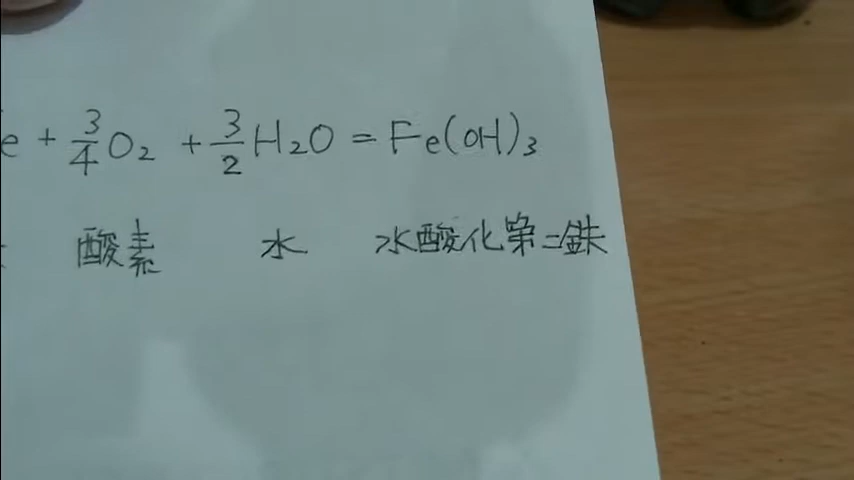 e + 3/4 O₂ + 3/2 H₂O = Fe(OH)₃
酸素 水 水酸化第二鉄